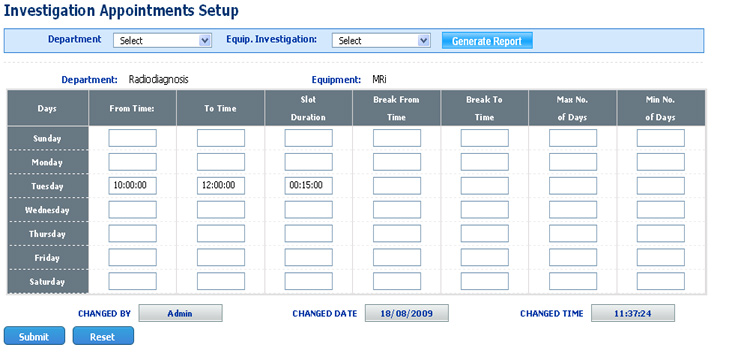 Investigation Appointments Setup
Department Select Equip. Investigation: Select Generate Report
Department: Radiodiagnosis Equipment: MRi
Days From Time: To Time Slot Duration Break From Time Break To Time Max No. of Days Min No. of Days
Sunday
Monday
Tuesday 10:00:00 12:00:00 00:15:00
Wednesday
Thursday
Friday
Saturday
CHANGED BY Admin CHANGED DATE 18/08/2009 CHANGED TIME 11:37:24
Submit Reset